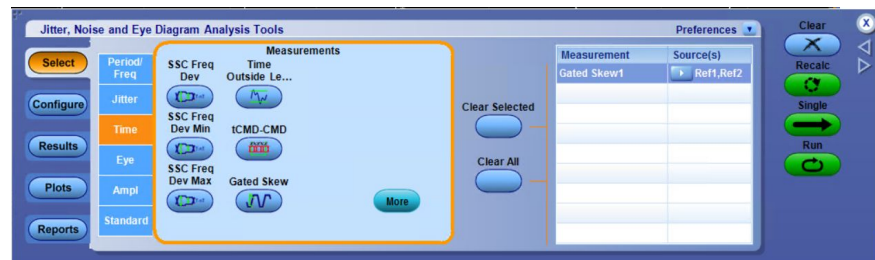 Jitter, Noise and Eye Diagram Analysis Tools
Preferences
Clear
X
Select
Configure
Results
Plots
Reports
Period/
Freq
Jitter
Time
Eye
Ampl
Standard
Measurements
SSC Freq
Dev
Time
Outside Le...
SSC Freq
Dev Min
tCMD-CMD
SSC Freq
Dev Max
Gated Skew
More
Clear Selected
Clear All
Measurement Source(s)
Gated Skew1 Ref1,Ref2
Recalc
Single
Run